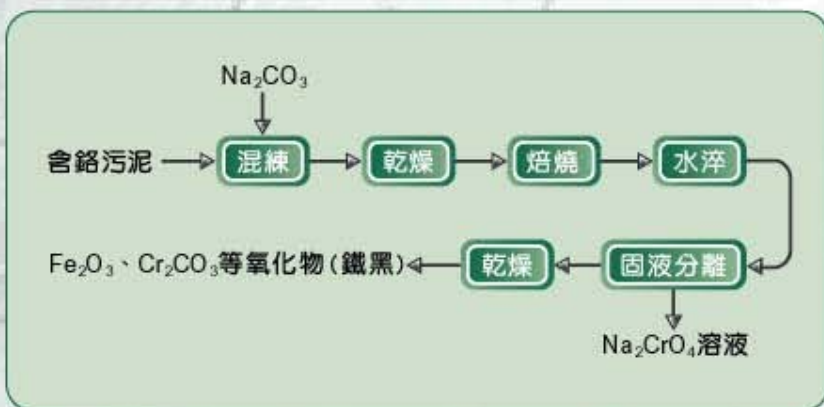 Na₂CO₃
含鉻污泥 混練 乾燥 焙燒 水淬
Fe₂O₃、Cr₂CO₃等氧化物(鐵黑) 乾燥 固液分離
Na₂CrO₄溶液